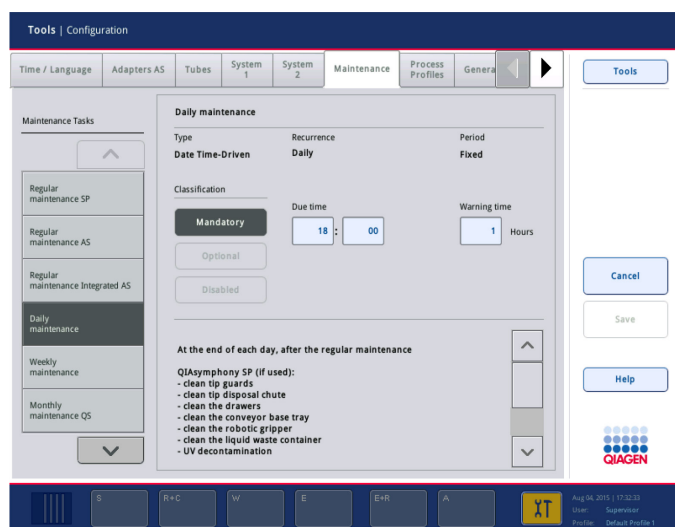 Tools | Configuration
Time / Language
Adapters AS
Tubes
System
1
System
2
Maintenance
Process
Profiles
Genera
Tools
Maintenance Tasks
Regular
maintenance SP
Regular
maintenance AS
Regular
maintenance Integrated AS
Daily
maintenance
Weekly
maintenance
Monthly
maintenance QS
Daily maintenance
Type
Recurrence
Period
Date Time-Driven
Daily
Fixed
Classification
Mandatory
Optional
Disabled
Due time
18 : 00
Warning time
1 Hours
At the end of each day, after the regular maintenance
QIAsymphony SP (if used):
- clean tip guards
- clean tip disposal chute
- clean the drawers
- clean the conveyor base tray
- clean the robotic gripper
- clean the liquid waste container
- UV decontamination
Cancel
Save
Help
QIAGEN
S
R+C
W
E
E+R
A
Aug 04, 2015 | 17:32:33
User: Supervisor
Profile: Default Profile 1